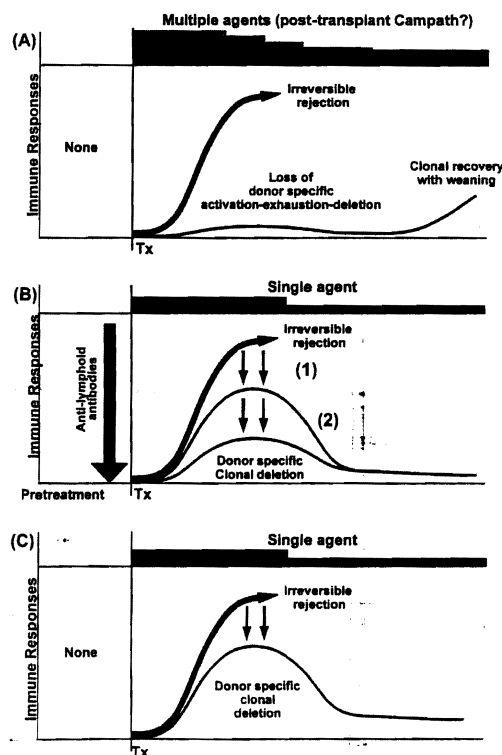 Multiple agents (post-transplant Campath?)
(A)
Immune Responses
None
Irreversible
rejection
Loss of
donor specific
activation-exhaustion-deletion
Clonal recovery
with weaning
Tx
(B)
Single agent
Immune Responses
Anti-lymphoid
antibodies
Irreversible
rejection
(1)
(2)
Donor specific
Clonal deletion
Pretreatment
Tx
(C)
Single agent
Immune Responses
None
Irreversible
rejection
Donor specific
clonal
deletion
Tx